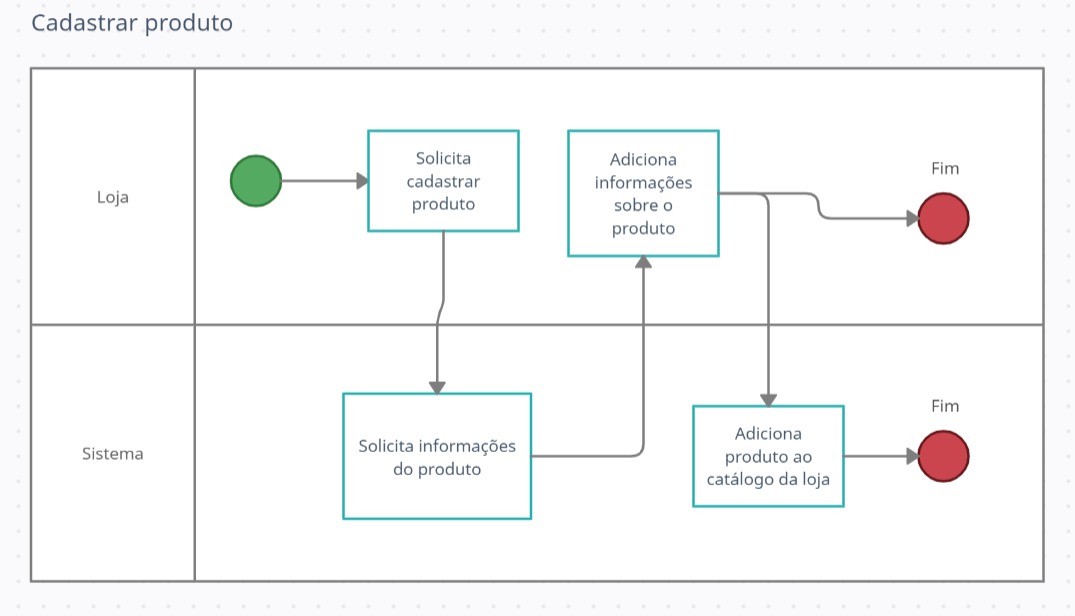 Cadastrar produto
Loja
Solicita
cadastrar
produto
Adiciona
informações
sobre o
produto
Fim
Sistema
Solicita informações
do produto
Adiciona
produto ao
catálogo da loja
Fim